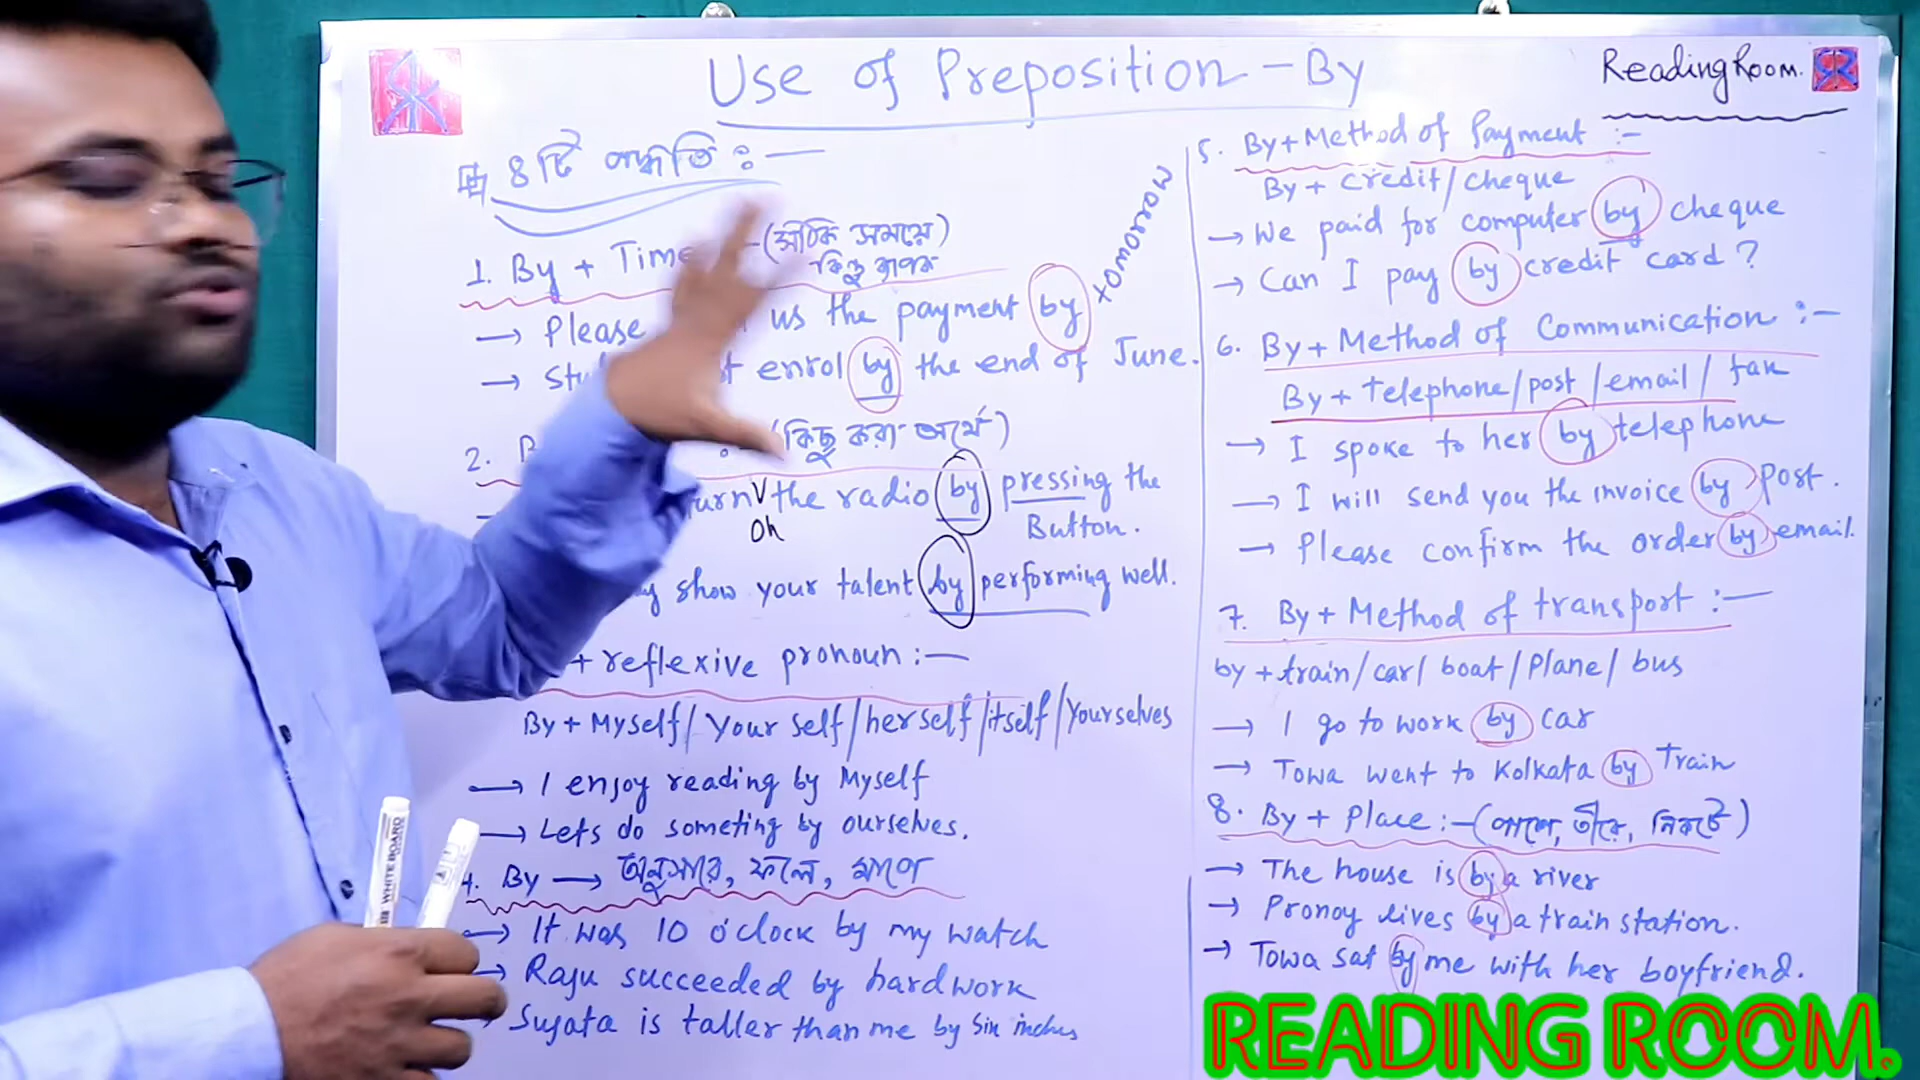 Use of Preposition - By
Reading Room.
৪টি পদ্ধতি :—
1. By + Time - (সঠিক সময়ে)
কিন্তু ব্যাপক
→ Please us the payment by tomorrow
→ enrol by the end of June.
2. (কিছু করা অর্থে)
turn the radio by pressing the
On
Button.
show your talent by performing well.
+ reflexive pronoun :—
By + Myself / Your self / herself / itself / Yourselves
→ I enjoy reading by Myself
→ Lets do someting by ourselves.
4. By → অনুসারে, ফলে, মাপে
→ It was 10 o'clock by my watch
→ Raju succeeded by hard work
→ Sujata is taller than me by Six inches
5. By + Method of Payment :-
By + credit / cheque
→ We paid for computer by cheque
→ Can I pay by credit card ?
6. By + Method of Communication :-
By + telephone / post / email / fax
→ I spoke to her by telephone
→ I will send you the invoice by post.
→ Please confirm the order by email.
7. By + Method of transport :—
by + train / car / boat / Plane / bus
→ I go to work by car
→ Towa went to Kolkata by Train
8. By + Place :- (পাশে, তীরে, নিকটে)
→ The house is by a river
→ Pronoy lives by a train station.
→ Towa sat by me with her boyfriend.
WHITEBOARD
READING ROOM.